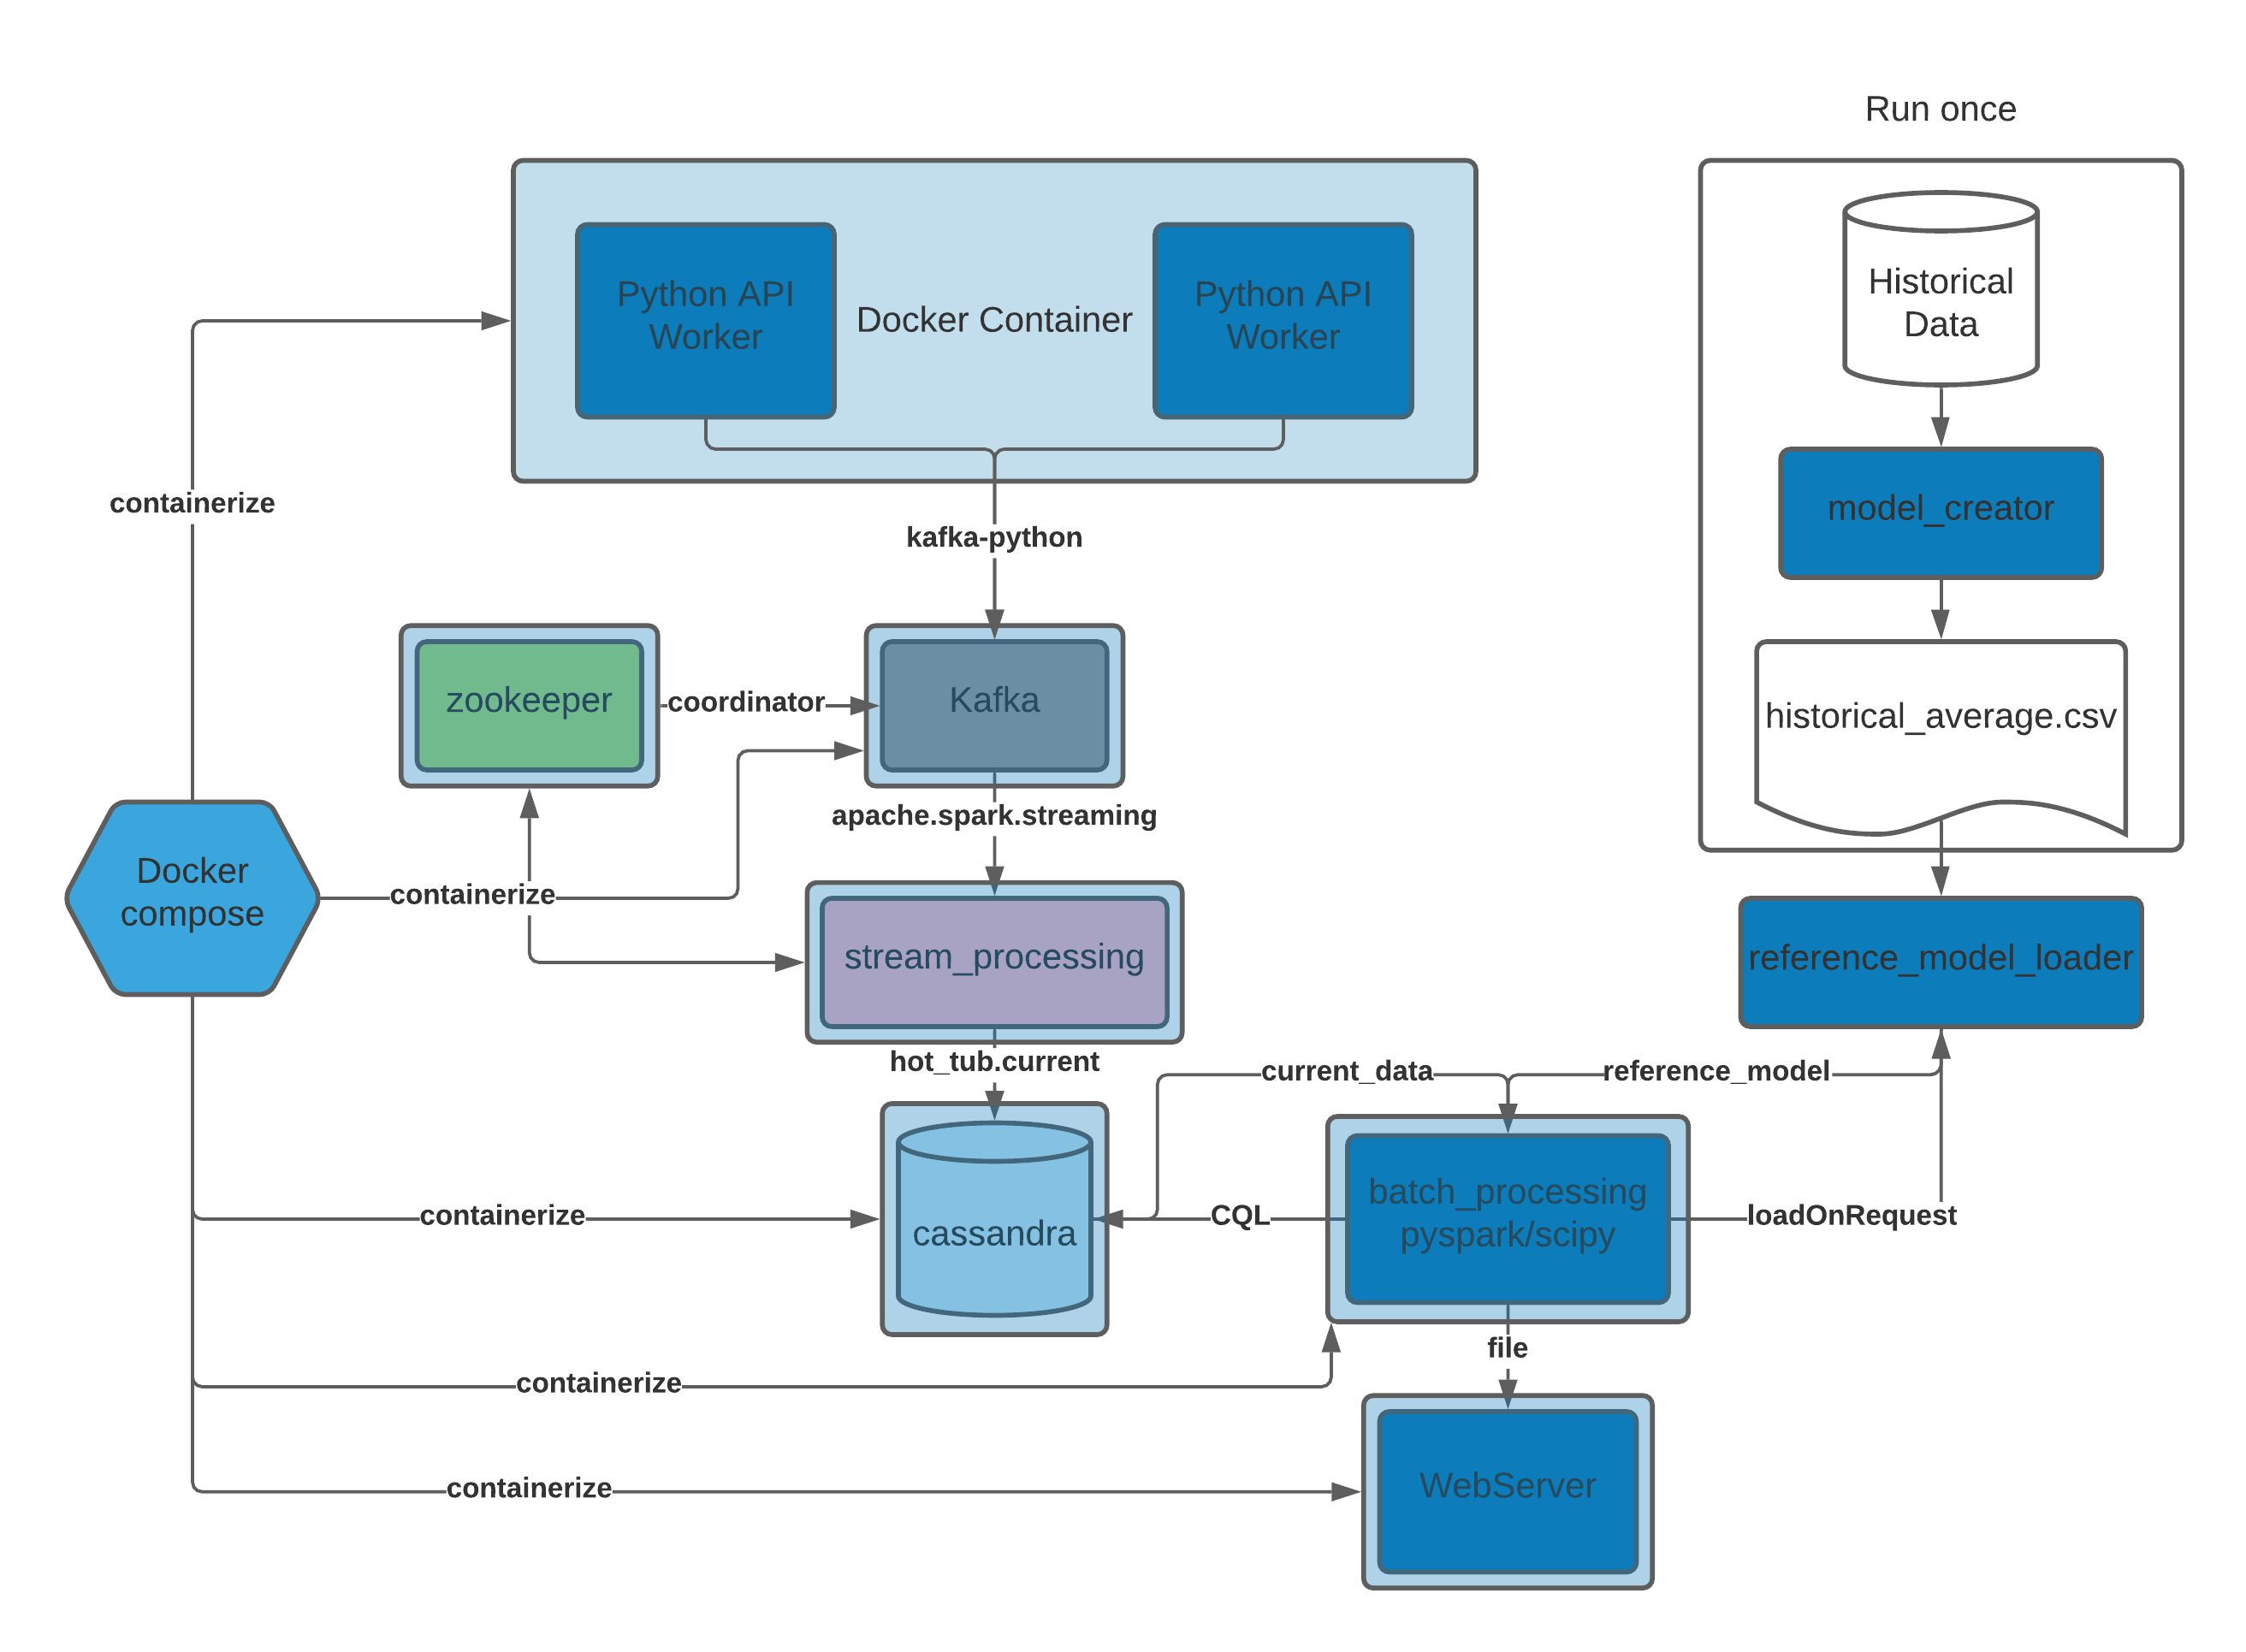 Run once
Python API
Worker
Docker Container
Python API
Worker
Historical
Data
containerize
kafka-python
model_creator
zookeeper
coordinator
Kafka
historical_average.csv
apache.spark.streaming
Docker
compose
containerize
stream_processing
reference_model_loader
hot_tub.current
current_data
reference_model
containerize
cassandra
CQL
batch_processing
pyspark/scipy
loadOnRequest
file
containerize
containerize
WebServer